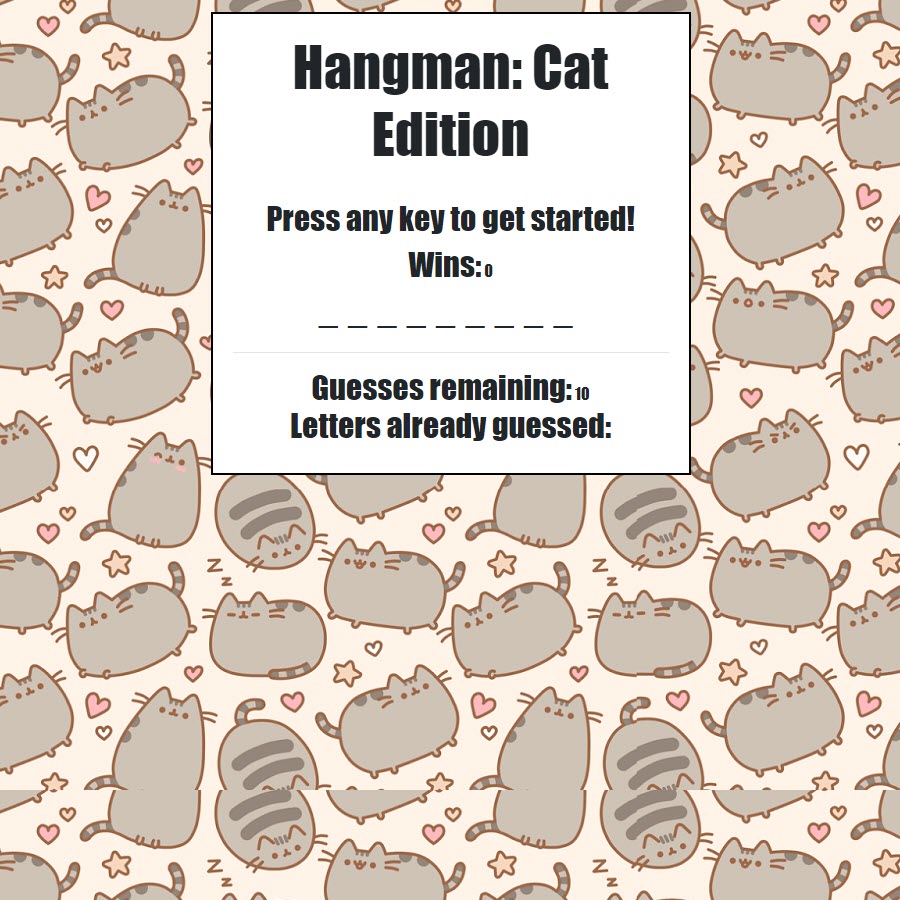 Hangman: Cat
Edition
Press any key to get started!
Wins: 0
_ _ _ _ _ _ _ _ _
Guesses remaining: 10
Letters already guessed:
z
z
z
z
z
z
z
z